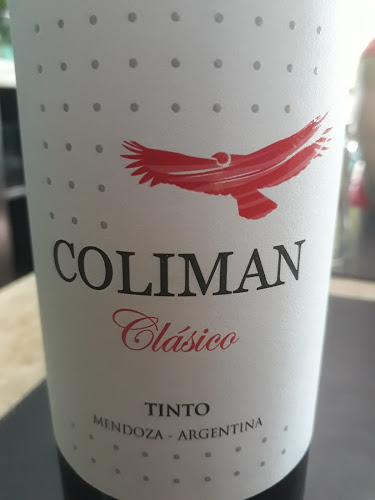 COLIMAN
Clásico
TINTO
MENDOZA - ARGENTINA